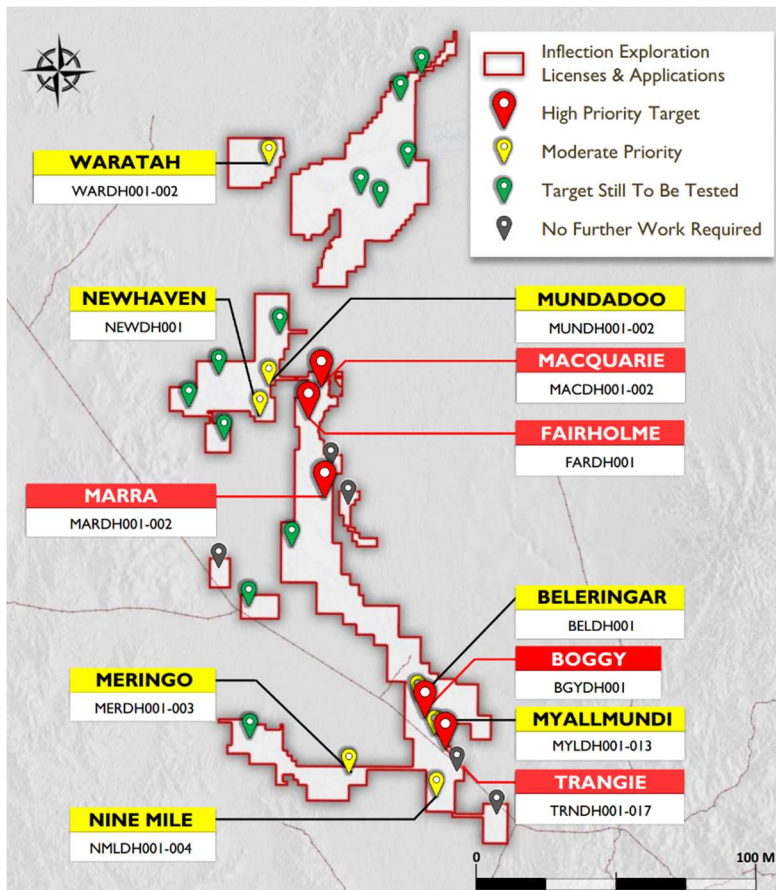 Inflection Exploration
Licenses & Applications
High Priority Target
Moderate Priority
Target Still To Be Tested
No Further Work Required
WARATAH
WARDH001-002
NEWHAVEN
NEWDH001
MUNDADOO
MUNDH001-002
MACQUARIE
MACDH001-002
FAIRHOLME
FARDH001
MARRA
MARDH001-002
BELERINGAR
BELDH001
BOGGY
BGYDH001
MERINGO
MERDH001-003
MYALLMUNDI
MYLDH001-013
TRANGIE
TRNDH001-017
NINE MILE
NMLDH001-004
0
100 M